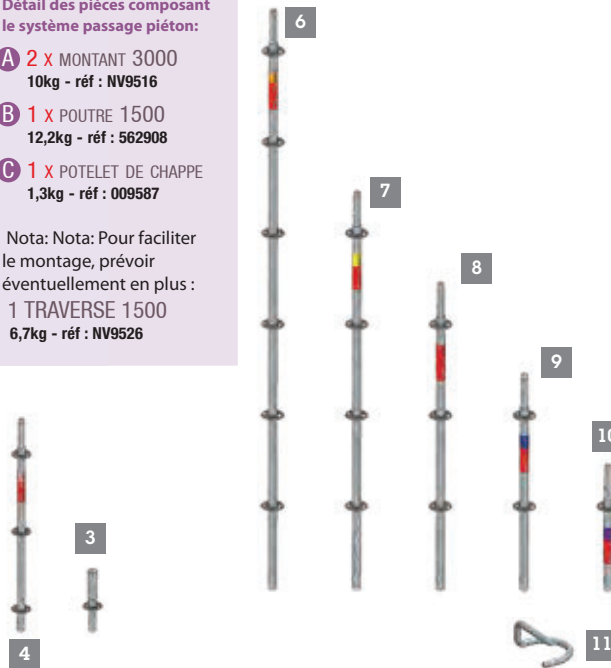 Détail des pièces composant
le système passage piéton:
A 2 X MONTANT 3000
10kg - réf : NV9516
B 1 X POUTRE 1500
12,2kg - réf : 562908
C 1 X POTELET DE CHAPPE
1,3kg - réf : 009587
Nota: Nota: Pour faciliter
le montage, prévoir
éventuellement en plus :
1 TRAVERSE 1500
6,7kg - réf : NV9526
6
7
8
9
10
3
4
11